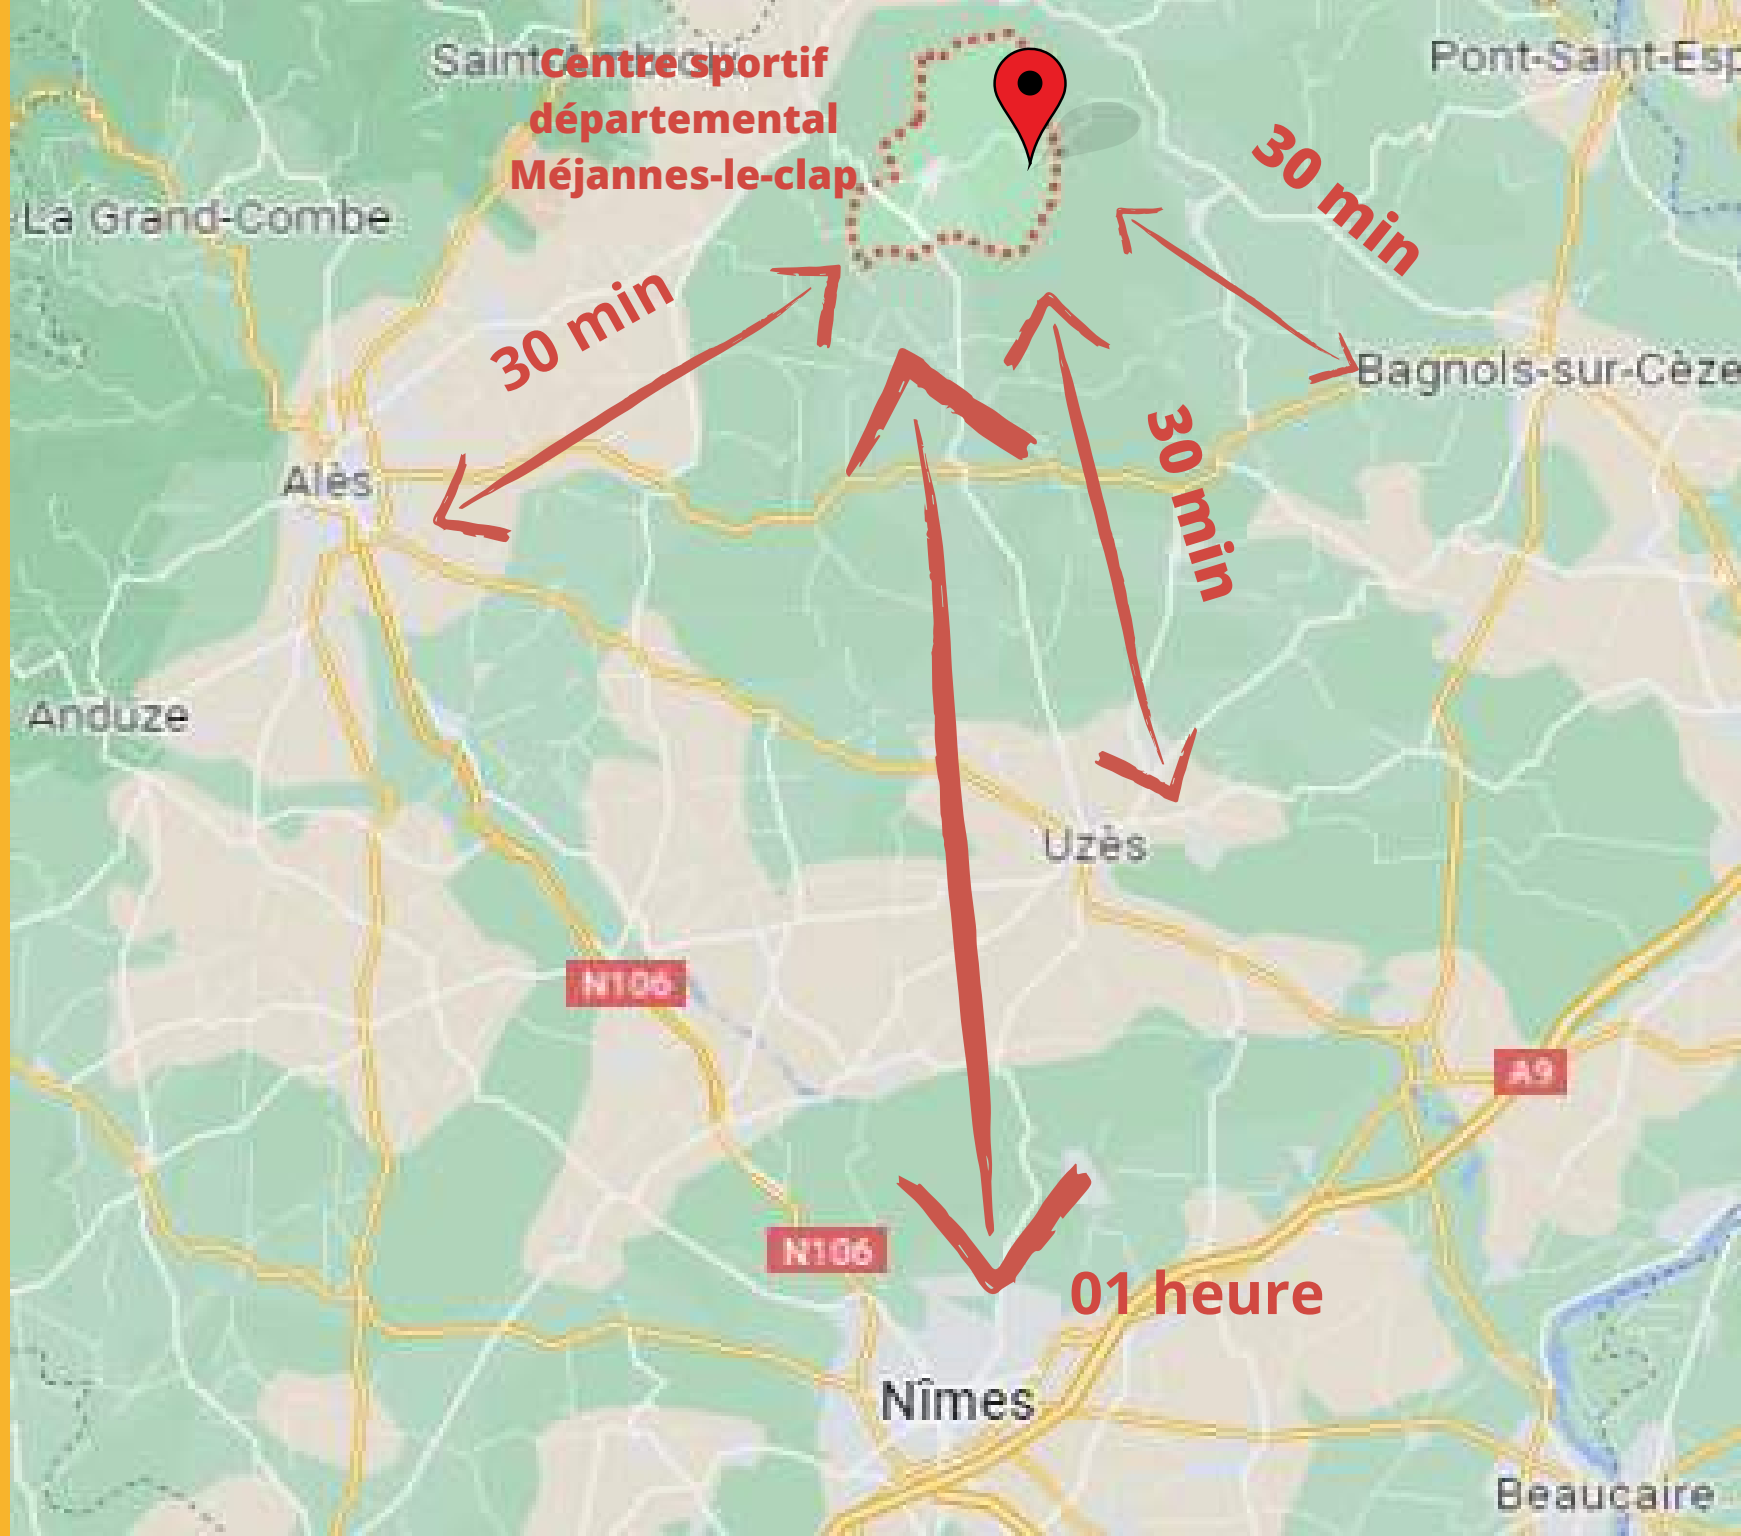 Pont-Saint-Esp
Centre sportif
départemental
Méjannes-le-clap
30 min
La Grand-Combe
30 min
Bagnols-sur-Cèze
30 min
Alès
Anduze
Uzès
N106
A9
N106
01 heure
Nîmes
Beaucaire